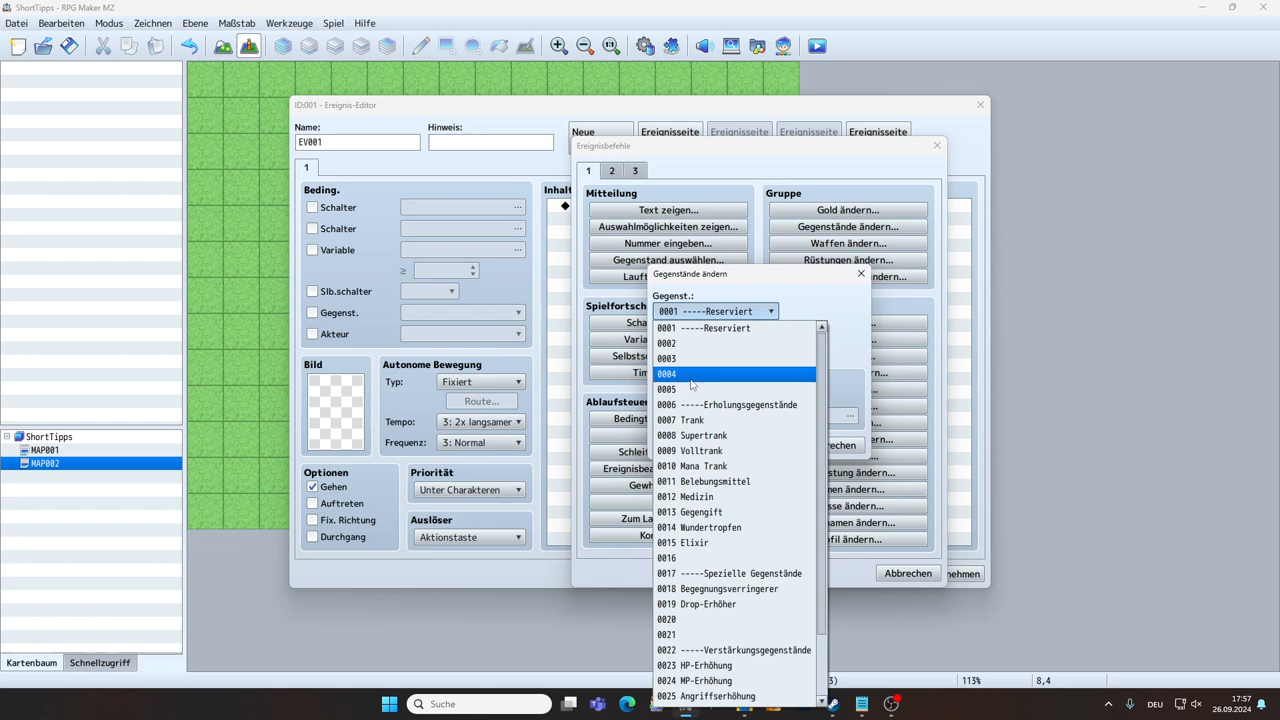 ShortTipps - RPG Maker MZ
Datei Bearbeiten Modus Zeichnen Ebene Maßstab Werkzeuge Spiel Hilfe
1:1
ID:001 - Ereignis-Editor
Name:
Hinweis:
EV001
Neue
Ereignisseite
Ereignisseite
Ereignisseite
Ereignisseite
1
Beding.
Schalter
Schalter
Variable
≥
Slb.schalter
Gegenst.
Akteur
Bild
Autonome Bewegung
Typ: Fixiert
Route...
Tempo: 3: 2x langsamer
Frequenz: 3: Normal
Optionen
Gehen
Auftreten
Fix. Richtung
Durchgang
Priorität
Unter Charakteren
Auslöser
Aktionstaste
Inhalt
Ereignisbefehle
1 2 3
Mitteilung
Text zeigen...
Auswahlmöglichkeiten zeigen...
Nummer eingeben...
Gegenstand auswählen...
Gruppe
Gold ändern...
Gegenstände ändern...
Waffen ändern...
Rüstungen ändern...
Gegenstände ändern
Gegenst.:
0001 -----Reserviert
0001 -----Reserviert
0002
0003
0004
0005
0006 -----Erholungsgegenstände
0007 Trank
0008 Supertrank
0009 Volltrank
0010 Mana Trank
0011 Belebungsmittel
0012 Medizin
0013 Gegengift
0014 Wundertropfen
0015 Elixir
0016
0017 -----Spezielle Gegenstände
0018 Begegnungsverringerer
0019 Drop-Erhöher
0020
0021
0022 -----Verstärkungsgegenstände
0023 HP-Erhöhung
0024 MP-Erhöhung
0025 Angriffserhöhung
Abbrechen
ShortTipps
MAP001
MAP002
Kartenbaum Schnellzugriff
113% 8,4
Suche
DEU
17:57
26.09.2024